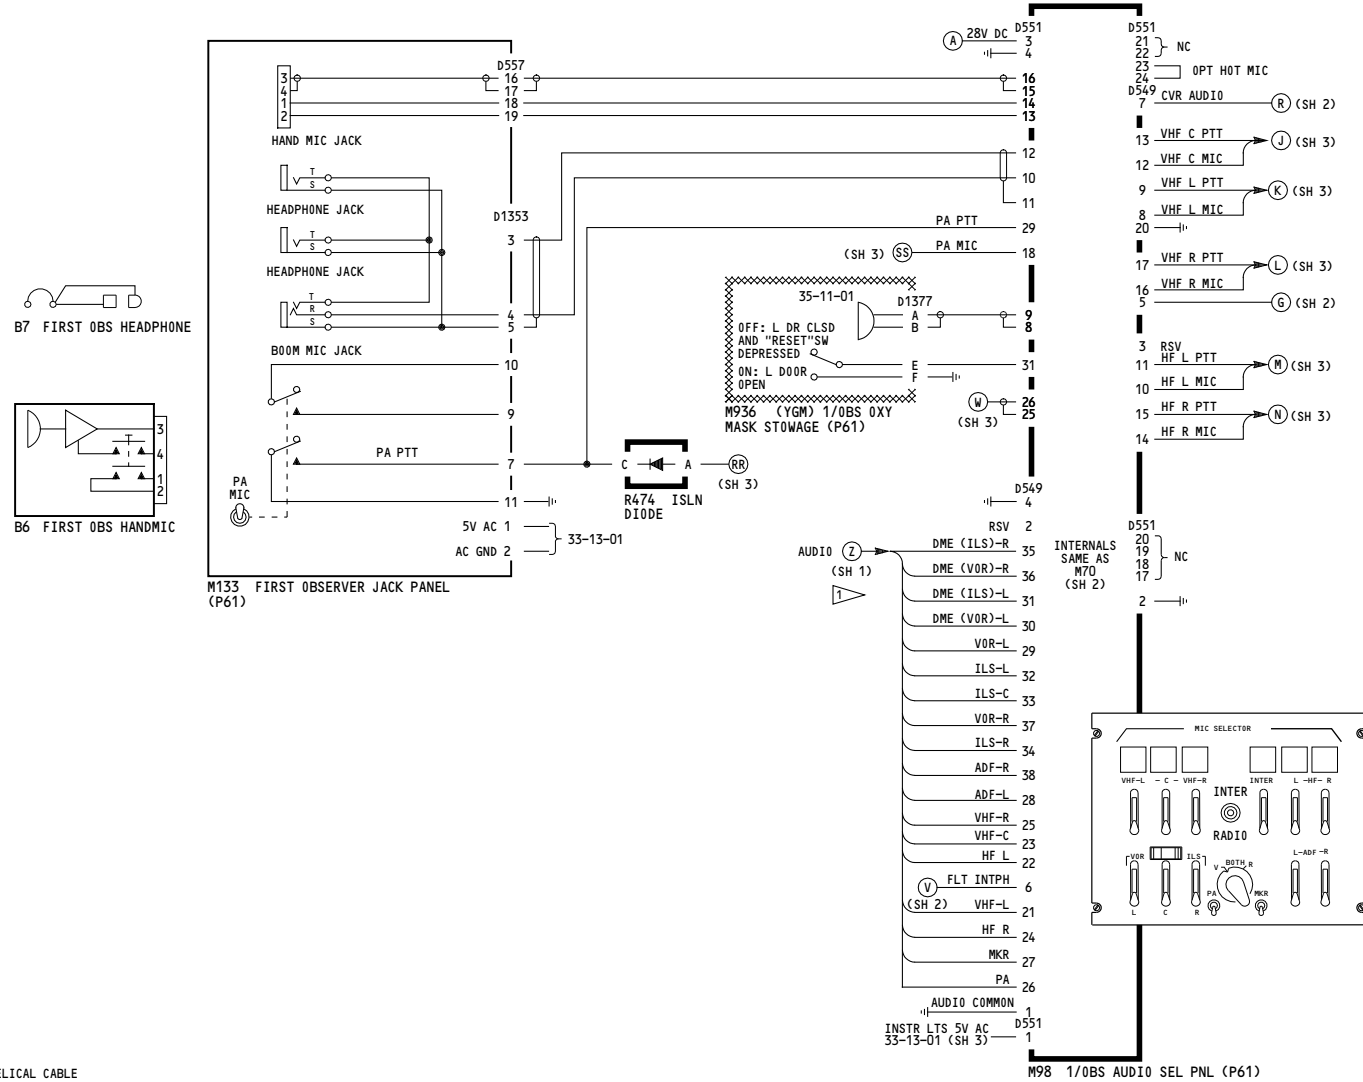 D551
28V DC
A
3
4
D551
21
22
NC
23
24
OPT HOT MIC
D549
7 CVR AUDIO R (SH 2)
13 VHF C PTT
J (SH 3)
12 VHF C MIC
9 VHF L PTT
K (SH 3)
8 VHF L MIC
20
17 VHF R PTT
L (SH 3)
16 VHF R MIC
5 G (SH 2)
3 RSV
11 HF L PTT
M (SH 3)
10 HF L MIC
15 HF R PTT
N (SH 3)
14 HF R MIC
D557
3 16 16
4 17 15
1 18 14
2 19 13
HAND MIC JACK
12
10
11
T
S
HEADPHONE JACK
D1353
3
T
S
HEADPHONE JACK
T
R
S
4
5
BOOM MIC JACK
10
9
PA PTT 7
11
PA
MIC
5V AC 1
AC GND 2
33-13-01
M133 FIRST OBSERVER JACK PANEL
(P61)
B7 FIRST OBS HEADPHONE
3
4
1
2
B6 FIRST OBS HANDMIC
PA PTT 29
(SH 3) SS PA MIC 18
35-11-01
D1377
A 9
B 8
OFF: L DR CLSD
AND "RESET"SW
DEPRESSED
E 31
ON: L DOOR
OPEN
F
M936 (YGM) 1/OBS OXY
MASK STOWAGE (P61)
W
(SH 3)
26
25
C A RR
(SH 3)
R474 ISLN
DIODE
D549
4
RSV 2
AUDIO Z
(SH 1)
1
DME (ILS)-R 35
DME (VOR)-R 36
DME (ILS)-L 31
DME (VOR)-L 30
VOR-L 29
ILS-L 32
ILS-C 33
VOR-R 37
ILS-R 34
ADF-R 38
ADF-L 28
VHF-R 25
VHF-C 23
HF L 22
V FLT INTPH 6
(SH 2)
VHF-L 21
HF R 24
MKR 27
PA 26
AUDIO COMMON 1
D551
INSTR LTS 5V AC
33-13-01 (SH 3) 1
INTERNALS
SAME AS
M70
(SH 2)
D551
20
19
18
17
NC
2
MIC SELECTOR
VHF-L - C - VHF-R INTER L -HF- R
INTER
RADIO
VOR ILS L-ADF -R
V BOTH R
PA MKR
L C R
M98 1/OBS AUDIO SEL PNL (P61)
ELICAL CABLE